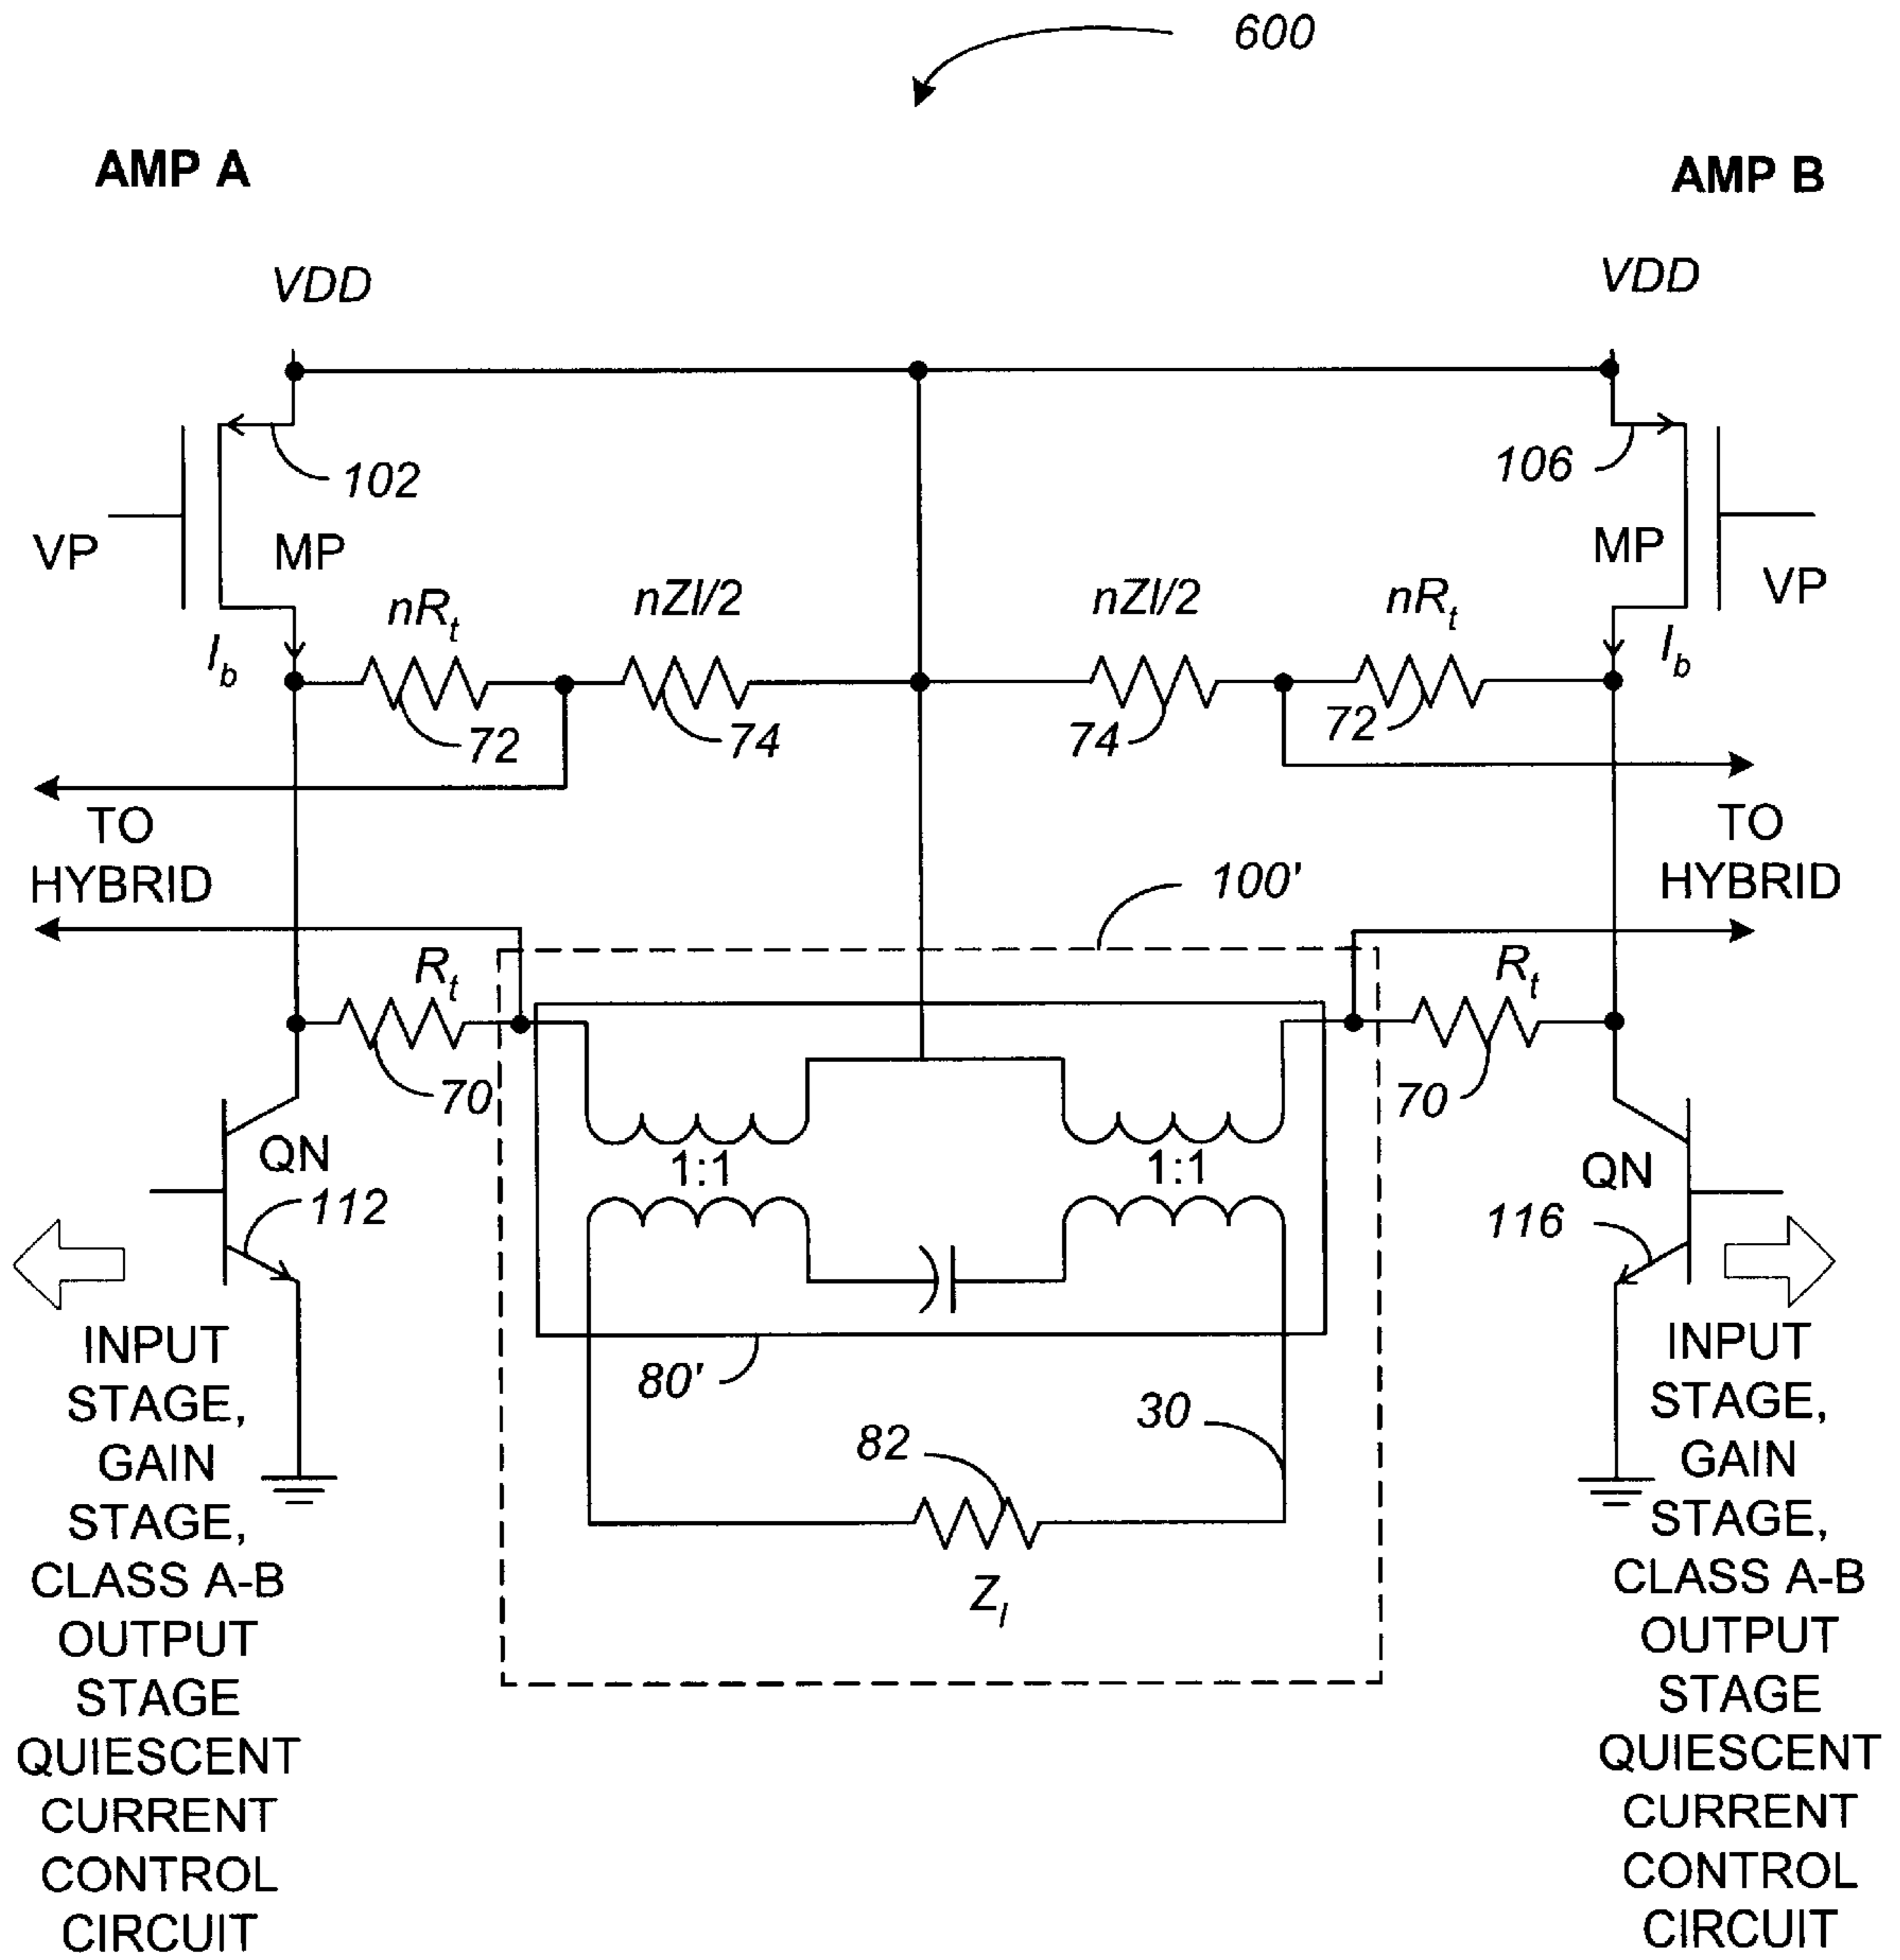 600
AMP A
AMP B
VDD
VDD
102
106
VP
MP
MP
VP
nR_t
nZl/2
nZl/2
nR_t
I_b
I_b
72
74
74
72
TO
HYBRID
TO
HYBRID
100'
R_t
R_t
70
70
QN
1:1
1:1
QN
112
116
80'
30
82
Z_l
INPUT
STAGE,
GAIN
STAGE,
CLASS A-B
OUTPUT
STAGE
QUIESCENT
CURRENT
CONTROL
CIRCUIT
INPUT
STAGE,
GAIN
STAGE,
CLASS A-B
OUTPUT
STAGE
QUIESCENT
CURRENT
CONTROL
CIRCUIT